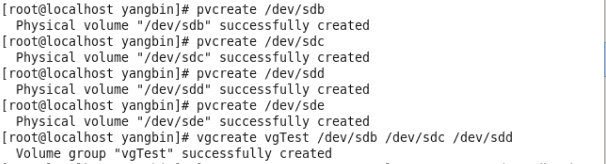 [root@localhost yangbin]# pvcreate /dev/sdb
  Physical volume "/dev/sdb" successfully created
[root@localhost yangbin]# pvcreate /dev/sdc
  Physical volume "/dev/sdc" successfully created
[root@localhost yangbin]# pvcreate /dev/sdd
  Physical volume "/dev/sdd" successfully created
[root@localhost yangbin]# pvcreate /dev/sde
  Physical volume "/dev/sde" successfully created
[root@localhost yangbin]# vgcreate vgTest /dev/sdb /dev/sdc /dev/sdd
  Volume group "vgTest" successfully created